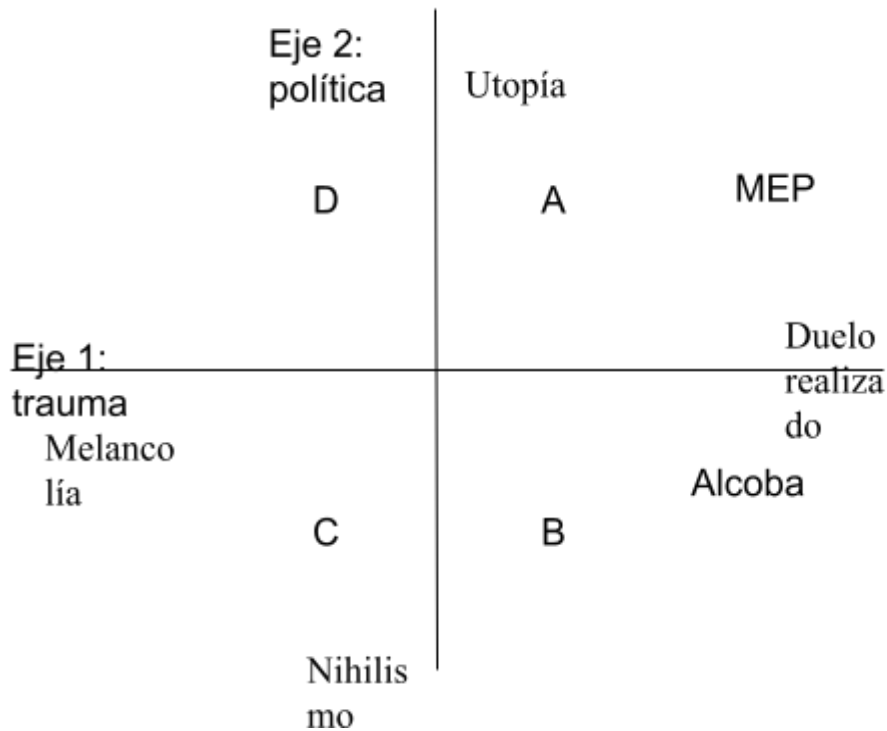 Eje 2:
política
Utopía
D
A
MEP
Eje 1:
trauma
Duelo
realiza
do
Melanco
lía
Alcoba
C
B
Nihilis
mo